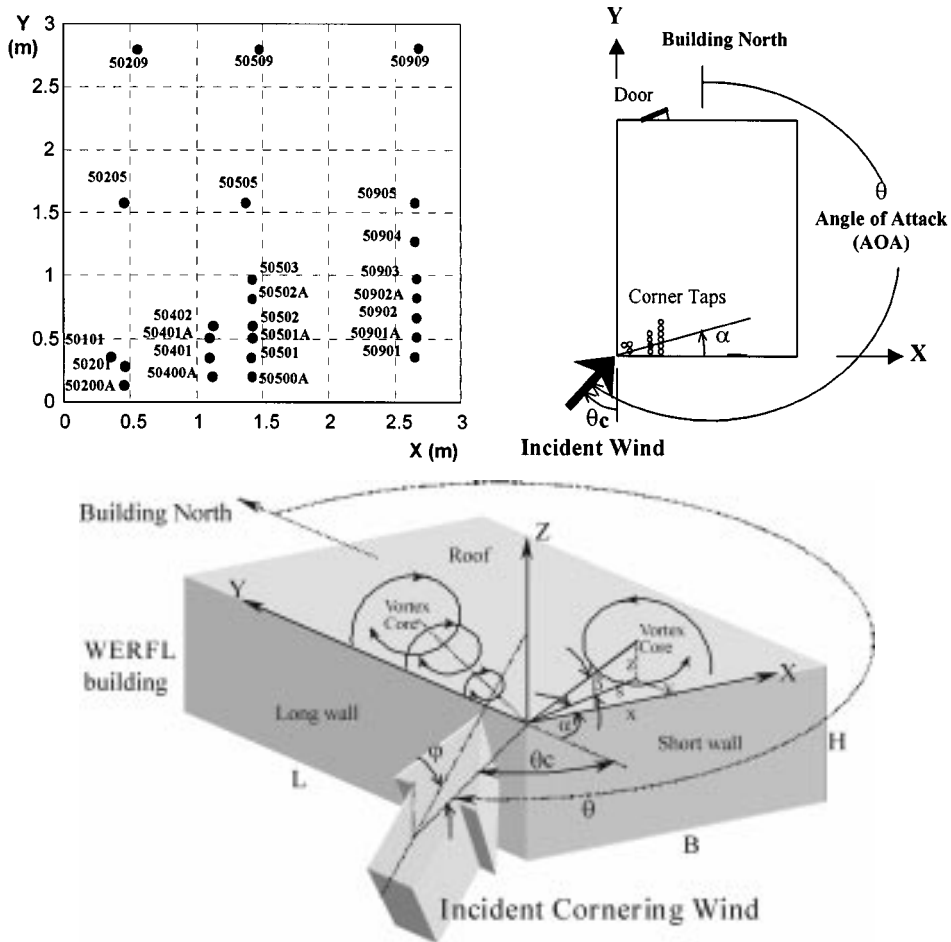 Y
(m)
3
2.5
2
1.5
1
0.5
0
50209
50509
50909
50205
50505
50905
50904
50503
50903
50502A
50902A
50402
50502
50902
50401A
50501A
50901A
50101
50401
50501
50901
50201
50400A
50500A
50200A
0
0.5
1
1.5
2
2.5
3
X (m)
Y
Building North
Door
θ
Angle of Attack
(AOA)
Corner Taps
α
X
θc
Incident Wind
Building North
Z
Roof
Y
Vortex
Core
Vortex
Core
WERFL
building
X
z
s
x
α
Long wall
Short wall
H
φ
θc
L
θ
B
Incident Cornering Wind